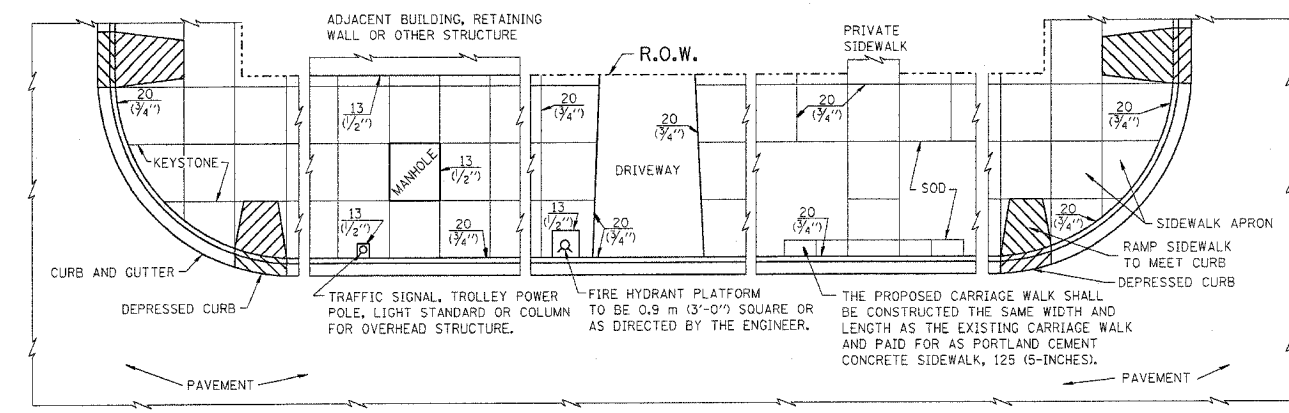 ADJACENT BUILDING, RETAINING
WALL OR OTHER STRUCTURE
R.O.W.
PRIVATE
SIDEWALK
20
(3/4")
13
(1/2")
20
(3/4")
20
(3/4")
20
(3/4")
20
(3/4")
KEYSTONE
MANHOLE
13
(1/2")
DRIVEWAY
SOD
13
(1/2")
20
(3/4")
13
(1/2")
20
(3/4")
20
(3/4")
20
(3/4")
SIDEWALK APRON
RAMP SIDEWALK
TO MEET CURB
DEPRESSED CURB
CURB AND GUTTER
DEPRESSED CURB
TRAFFIC SIGNAL, TROLLEY POWER
POLE, LIGHT STANDARD OR COLUMN
FOR OVERHEAD STRUCTURE.
FIRE HYDRANT PLATFORM
TO BE 0.9 m (3'-0") SQUARE OR
AS DIRECTED BY THE ENGINEER.
THE PROPOSED CARRIAGE WALK SHALL
BE CONSTRUCTED THE SAME WIDTH AND
LENGTH AS THE EXISTING CARRIAGE WALK
AND PAID FOR AS PORTLAND CEMENT
CONCRETE SIDEWALK, 125 (5-INCHES).
PAVEMENT
PAVEMENT